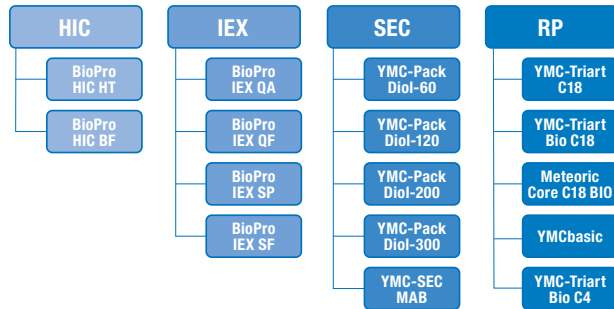 HIC
BioPro
HIC HT
BioPro
HIC BF
IEX
BioPro
IEX QA
BioPro
IEX QF
BioPro
IEX SP
BioPro
IEX SF
SEC
YMC-Pack
Diol-60
YMC-Pack
Diol-120
YMC-Pack
Diol-200
YMC-Pack
Diol-300
YMC-SEC
MAB
RP
YMC-Triart
C18
YMC-Triart
Bio C18
Meteoric
Core C18 BIO
YMCbasic
YMC-Triart
Bio C4